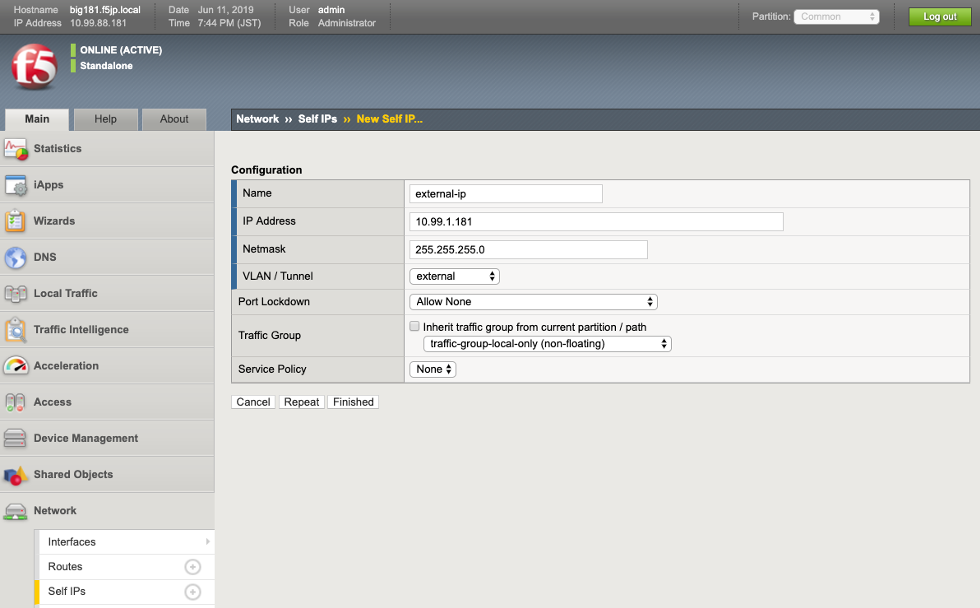 Hostname big181.f5jp.local Date Jun 11, 2019 User admin Partition: Common Log out
IP Address 10.99.88.181 Time 7:44 PM (JST) Role Administrator
f5
ONLINE (ACTIVE)
Standalone
Main Help About
Network ›› Self IPs ›› New Self IP...
Statistics
iApps
Wizards
DNS
Local Traffic
Traffic Intelligence
Acceleration
Access
Device Management
Shared Objects
Network
Interfaces
Routes
Self IPs
Configuration
Name external-ip
IP Address 10.99.1.181
Netmask 255.255.255.0
VLAN / Tunnel external
Port Lockdown Allow None
Traffic Group Inherit traffic group from current partition / path
traffic-group-local-only (non-floating)
Service Policy None
Cancel Repeat Finished